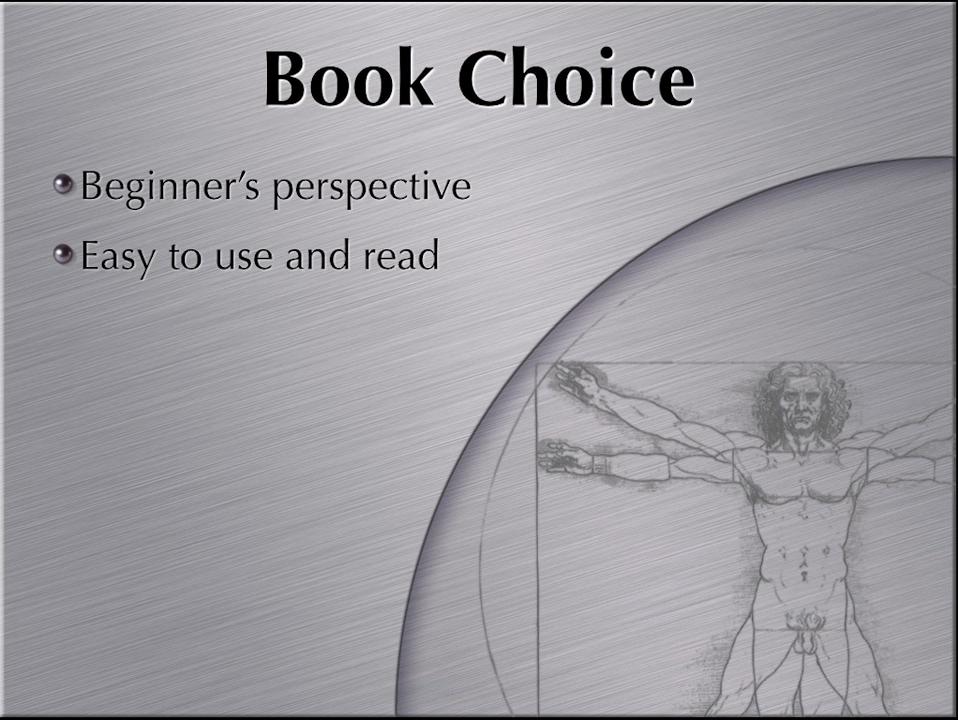 Book Choice
Beginner’s perspective
Easy to use and read